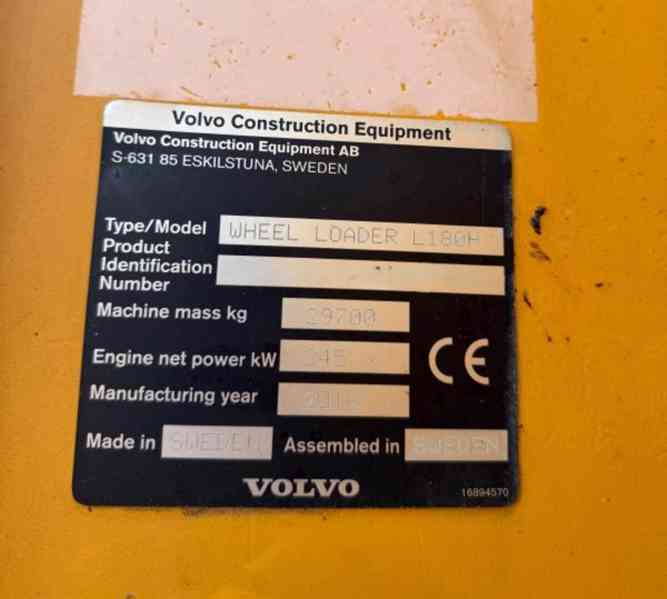 Volvo Construction Equipment
Volvo Construction Equipment AB
S-631 85 ESKILSTUNA, SWEDEN
Type/Model WHEEL LOADER L180H
Product
Identification
Number
Machine mass kg 29700
Engine net power kW 245
Manufacturing year
Made in SWEDEN Assembled in SWEDEN
VOLVO 16894570
CE